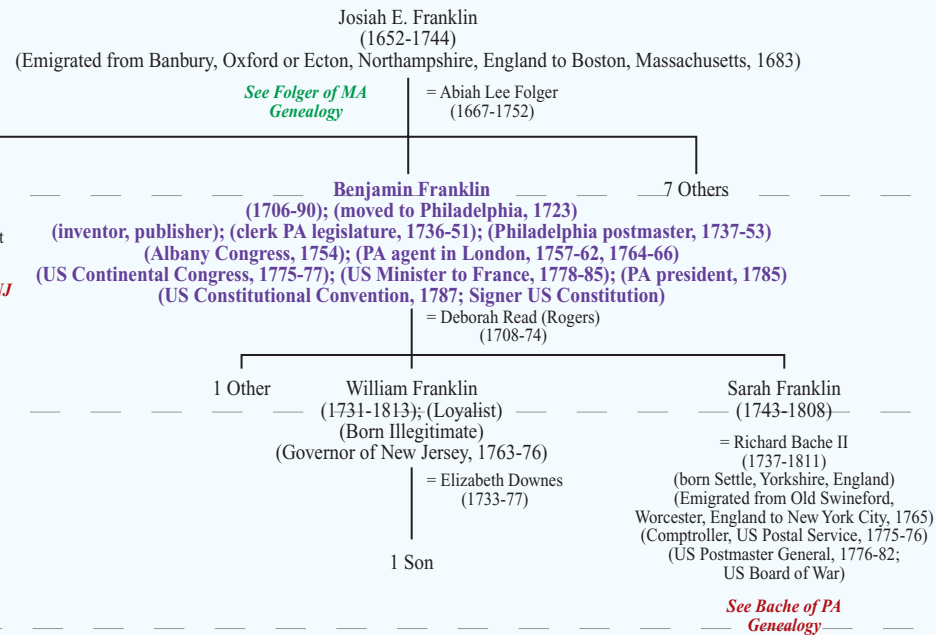 Josiah E. Franklin
(1652-1744)
(Emigrated from Banbury, Oxford or Ecton, Northampshire, England to Boston, Massachusetts, 1683)
See Folger of MA
Genealogy
= Abiah Lee Folger
(1667-1752)
Benjamin Franklin
7 Others
(1706-90); (moved to Philadelphia, 1723)
(inventor, publisher); (clerk PA legislature, 1736-51); (Philadelphia postmaster, 1737-53)
(Albany Congress, 1754); (PA agent in London, 1757-62, 1764-66)
(US Continental Congress, 1775-77); (US Minister to France, 1778-85); (PA president, 1785)
NJ
(US Constitutional Convention, 1787; Signer US Constitution)
= Deborah Read (Rogers)
(1708-74)
1 Other
William Franklin
(1731-1813); (Loyalist)
(Born Illegitimate)
(Governor of New Jersey, 1763-76)
= Elizabeth Downes
(1733-77)
1 Son
Sarah Franklin
(1743-1808)
= Richard Bache II
(1737-1811)
(born Settle, Yorkshire, England)
(Emigrated from Old Swineford,
Worcester, England to New York City, 1765)
(Comptroller, US Postal Service, 1775-76)
(US Postmaster General, 1776-82;
US Board of War)
See Bache of PA
Genealogy